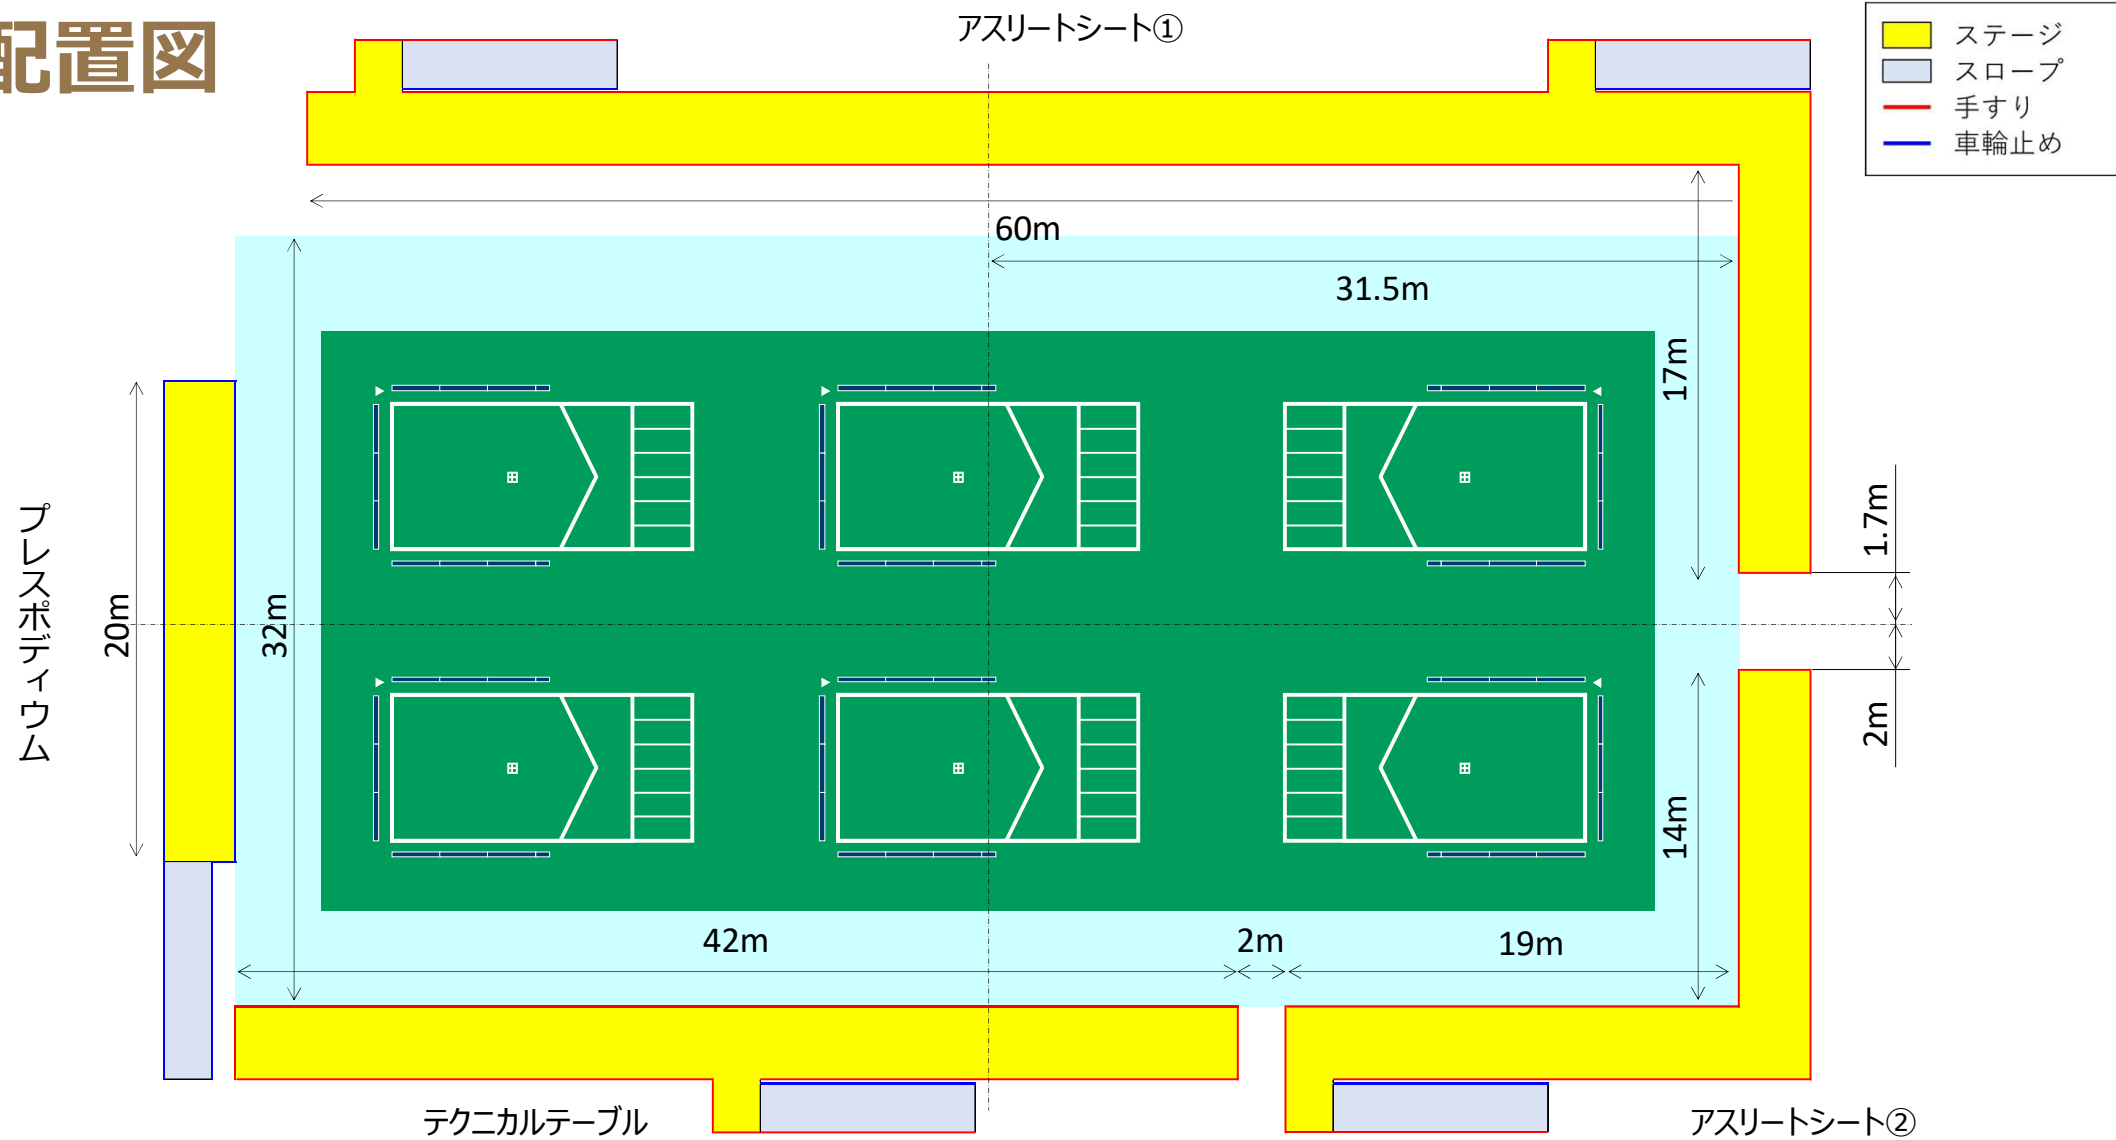 配置図
アスリートシート①
ステージ
スロープ
手すり
車輪止め
60m
31.5m
17m
1.7m
プレスポディウム
20m
32m
2m
14m
42m
2m
19m
テクニカルテーブル
アスリートシート②